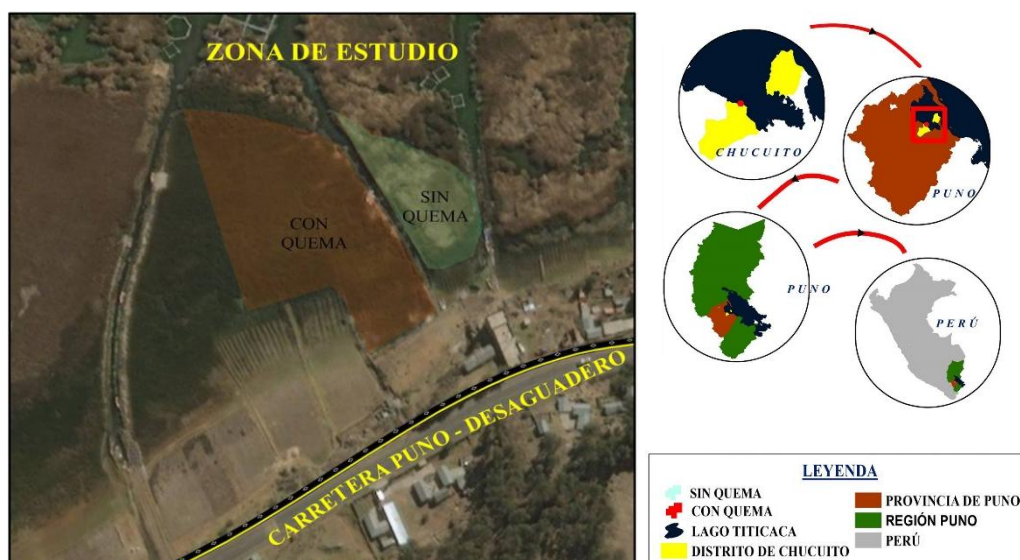 ZONA DE ESTUDIO
CON
QUEMA
SIN
QUEMA
CARRETERA PUNO - DESAGUADERO
CHUCUITO
PUNO
PUNO
PERÚ
LEYENDA
SIN QUEMA
CON QUEMA
LAGO TITICACA
DISTRITO DE CHUCUITO
PROVINCIA DE PUNO
REGIÓN PUNO
PERÚ